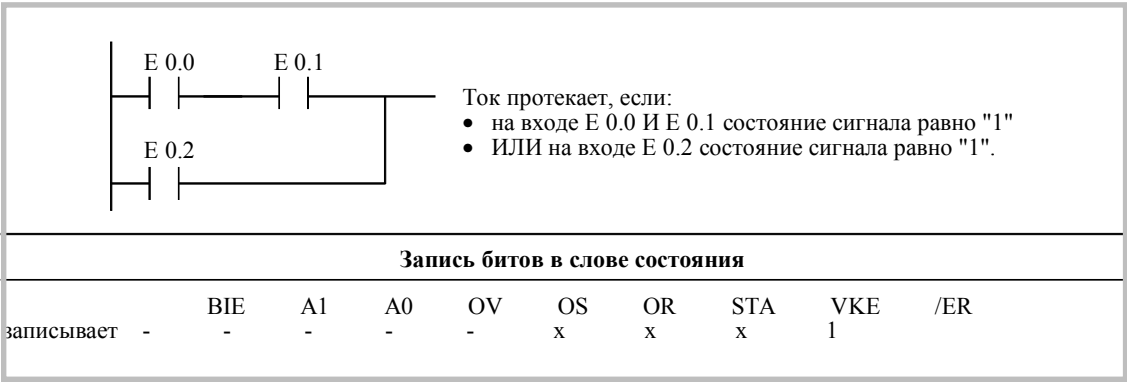 E 0.0 E 0.1
Ток протекает, если:
• на входе E 0.0 И E 0.1 состояние сигнала равно "1"
E 0.2
• ИЛИ на входе E 0.2 состояние сигнала равно "1".
Запись битов в слове состояния
BIE A1 A0 OV OS OR STA VKE /ER
записывает - - - - - x x x 1